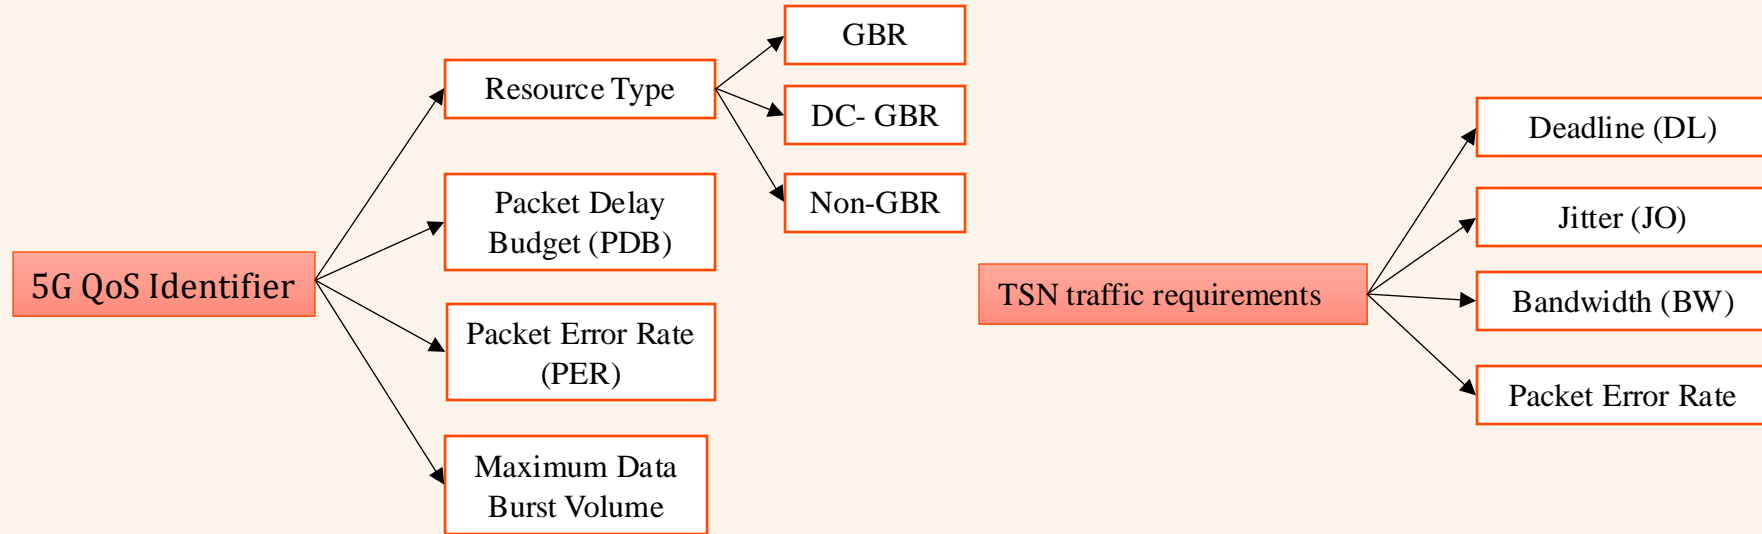 5G QoS Identifier
Resource Type
GBR
DC- GBR
Non-GBR
Packet Delay
Budget (PDB)
Packet Error Rate
(PER)
Maximum Data
Burst Volume
TSN traffic requirements
Deadline (DL)
Jitter (JO)
Bandwidth (BW)
Packet Error Rate